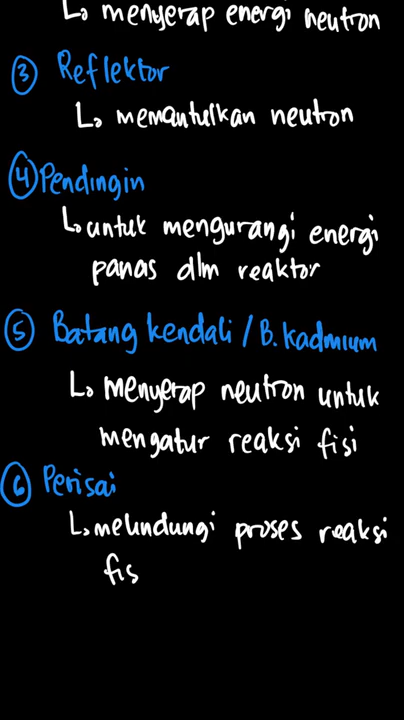 ↳ menyerap energi neutron
③ Reflektor
↳ memantulkan neutron
④ Pendingin
↳ untuk mengurangi energi
panas dlm reaktor
⑤ Batang kendali / B. kadmium
↳ menyerap neutron untuk
mengatur reaksi fisi
⑥ Perisai
↳ melindungi proses reaksi
fis